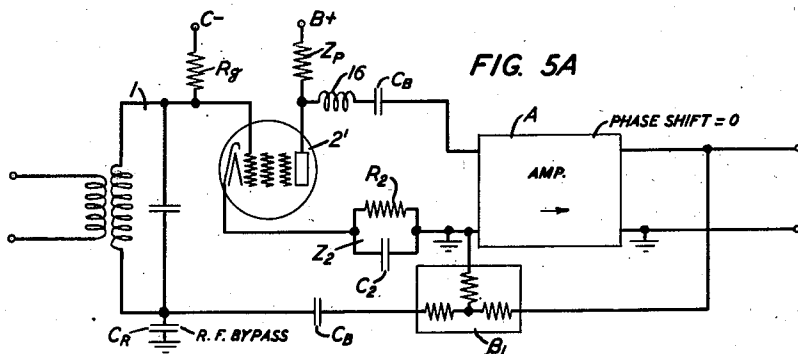 C-
B+
FIG. 5A
Rg
Zp
16
CB
1
A
PHASE SHIFT = 0
2'
AMP.
R2
Z2
C2
CR
R.F. BYPASS
CB
B1